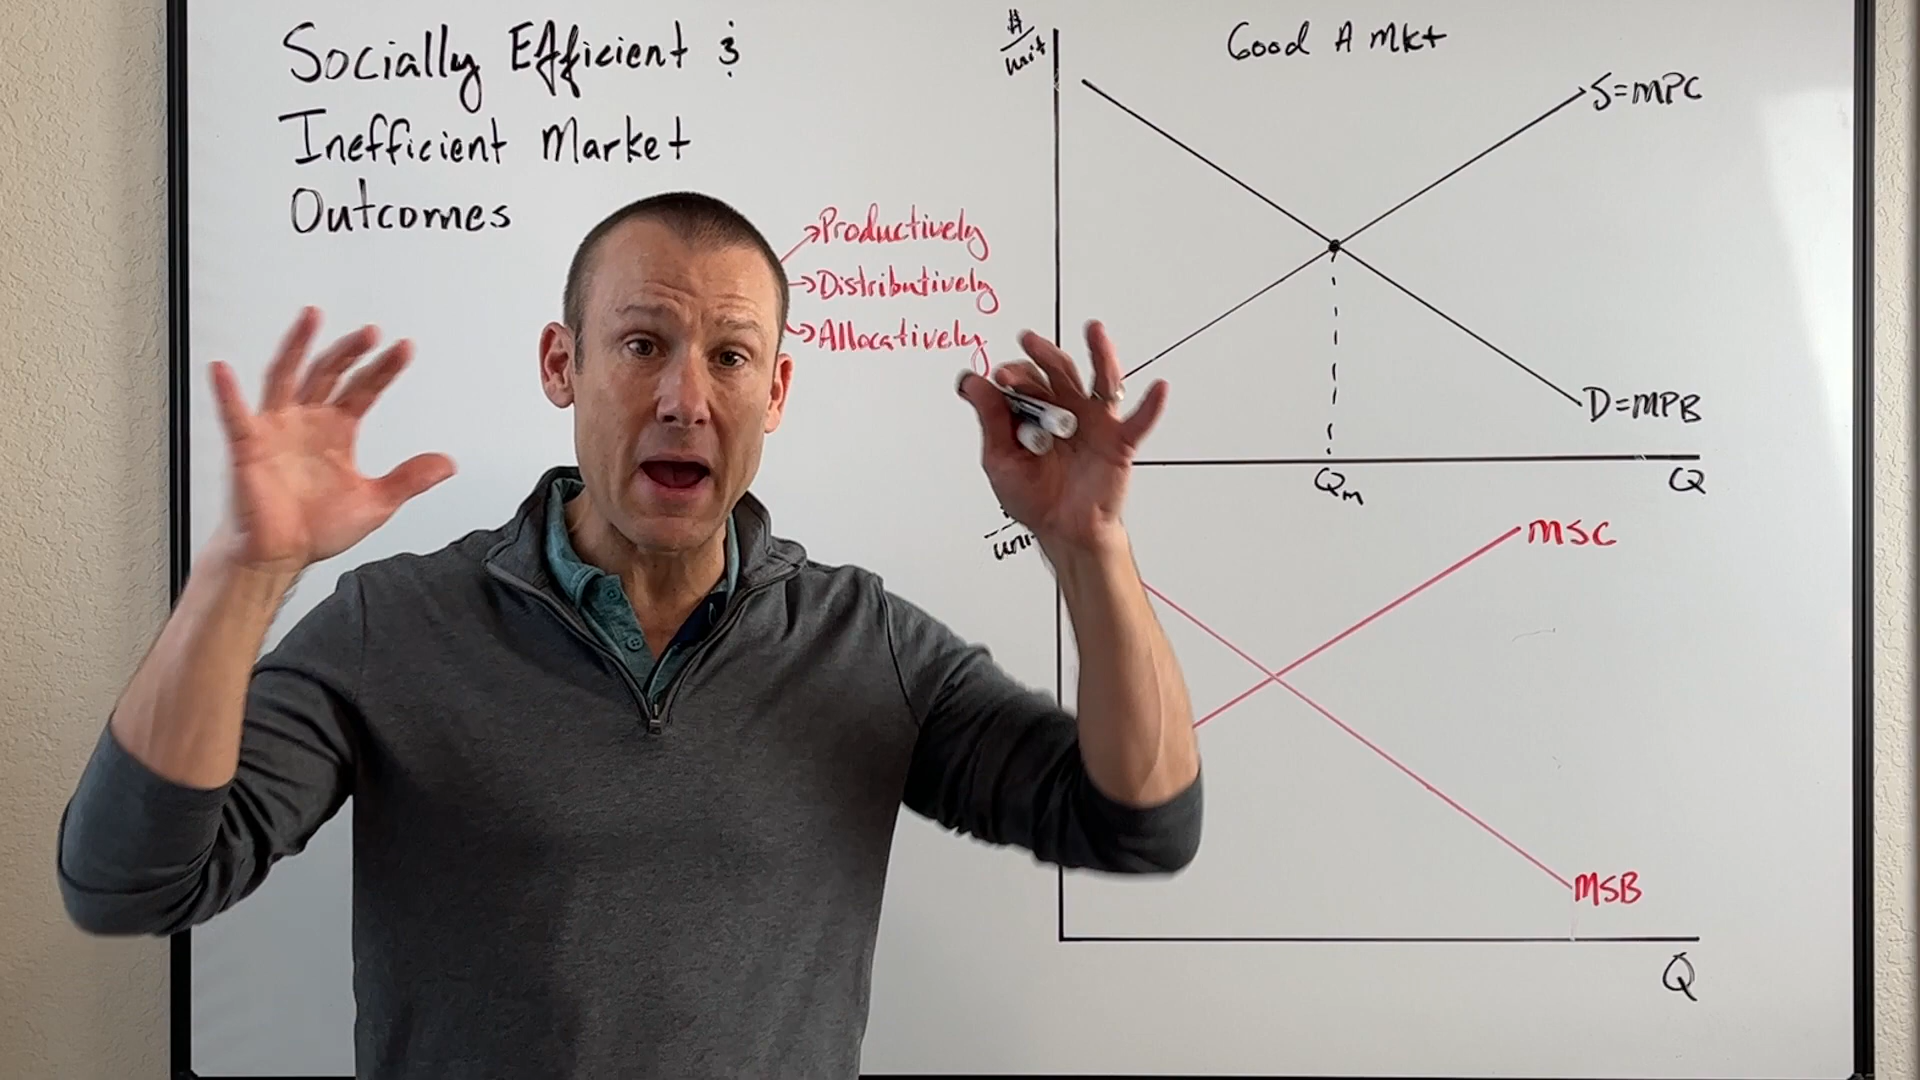 Socially Efficient &
Inefficient Market
Outcomes
Productively
Distributively
Allocatively
Good A Mkt
$/unit
S=MPC
D=MPB
Qm
Q
MSC
MSB
Q